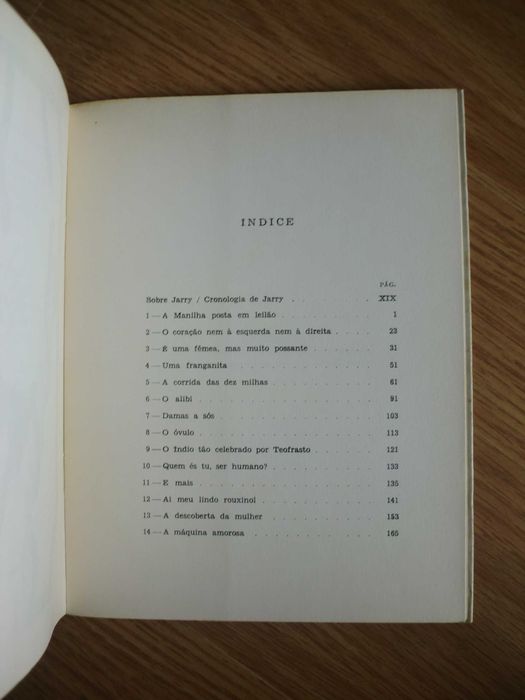 INDICE
PÁG.
Sobre Jarry / Cronologia de Jarry . . . . . . . XIX
1 — A Manilha posta em leilão . . . . . . . 1
2 — O coração nem à esquerda nem à direita . . . . 23
3 — É uma fêmea, mas muito possante . . . . . . 31
4 — Uma franganita . . . . . . . . . . 51
5 — A corrida das dez milhas . . . . . . . . 61
6 — O alibi . . . . . . . . . . . . 91
7 — Damas a sós . . . . . . . . . . . 103
8 — O óvulo . . . . . . . . . . . . 113
9 — O Índio tão celebrado por Teofrasto . . . . . 121
10 — Quem és tu, ser humano? . . . . . . . . 133
11 — E mais . . . . . . . . . . . . 135
12 — Ai meu lindo rouxinol . . . . . . . . 141
13 — A descoberta da mulher . . . . . . . . 153
14 — A máquina amorosa . . . . . . . . . 165